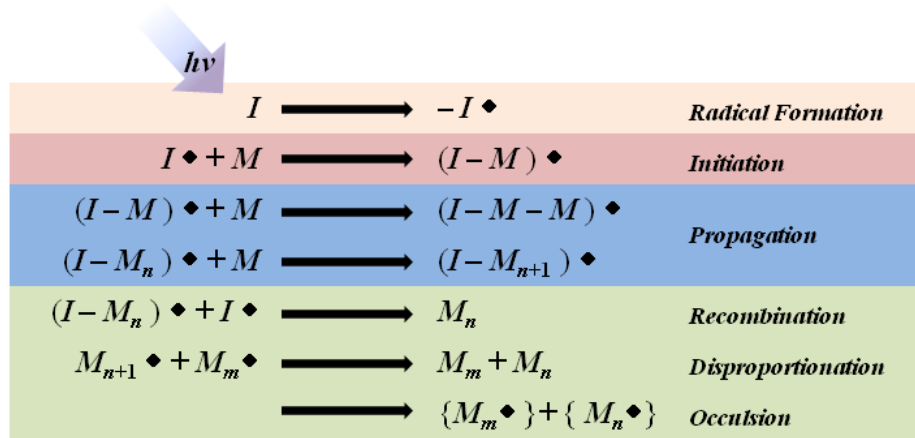 hν
I → – I • Radical Formation
I • + M → (I – M) • Initiation
(I – M) • + M → (I – M – M) •
Propagation
(I – Mₙ) • + M → (I – Mₙ₊₁) •
(I – Mₙ) • + I • → Mₙ Recombination
Mₙ₊₁ • + Mₘ • → Mₘ + Mₙ Disproportionation
→ {Mₘ •} + { Mₙ •} Occulsion